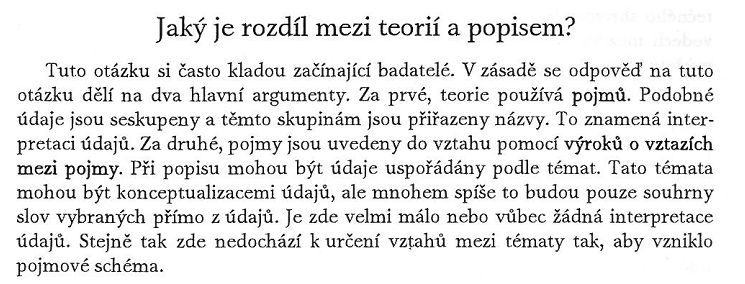 Jaký je rozdíl mezi teorií a popisem?
Tuto otázku si často kladou začínající badatelé. V zásadě se odpověď na tuto
otázku dělí na dva hlavní argumenty. Za prvé, teorie používá pojmů. Podobné
údaje jsou seskupeny a těmto skupinám jsou přiřazeny názvy. To znamená inter-
pretaci údajů. Za druhé, pojmy jsou uvedeny do vztahu pomocí výroků o vztazích
mezi pojmy. Při popisu mohou být údaje uspořádány podle témat. Tato témata
mohou být konceptualizacemi údajů, ale mnohem spíše to budou pouze souhrny
slov vybraných přímo z údajů. Je zde velmi málo nebo vůbec žádná interpretace
údajů. Stejně tak zde nedochází k určení vztahů mezi tématy tak, aby vzniklo
pojmové schéma.